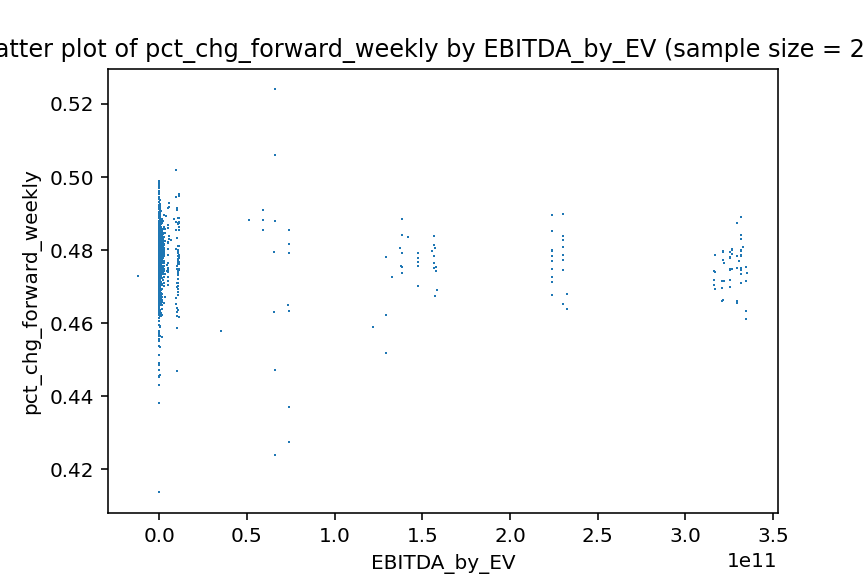 atter plot of pct_chg_forward_weekly by EBITDA_by_EV (sample size = 2
0.52
0.50
0.48
0.46
0.44
0.42
pct_chg_forward_weekly
0.0 0.5 1.0 1.5 2.0 2.5 3.0 3.5
1e11
EBITDA_by_EV